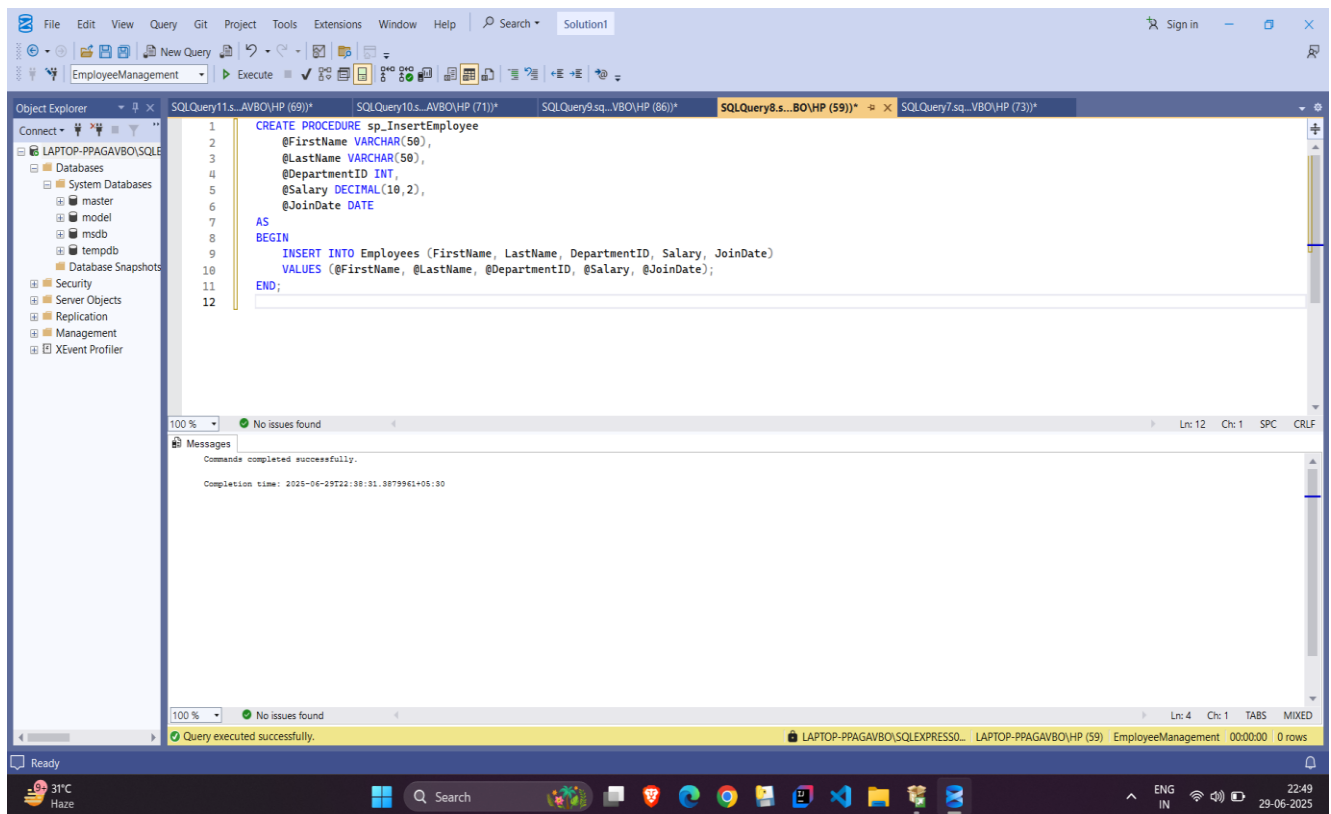 File Edit View Query Git Project Tools Extensions Window Help Search Solution1 Sign in
New Query
EmployeeManagement Execute
Object Explorer
SQLQuery11.s...AVBO\HP (69))* SQLQuery10.s...AVBO\HP (71))* SQLQuery9.sq...VBO\HP (86))* SQLQuery8.s...BO\HP (59))* SQLQuery7.sq...VBO\HP (73))*
Connect
LAPTOP-PPAGAVBO\SQLE
Databases
System Databases
master
model
msdb
tempdb
Database Snapshots
Security
Server Objects
Replication
Management
XEvent Profiler
1 CREATE PROCEDURE sp_InsertEmployee
2 @FirstName VARCHAR(50),
3 @LastName VARCHAR(50),
4 @DepartmentID INT,
5 @Salary DECIMAL(10,2),
6 @JoinDate DATE
7 AS
8 BEGIN
9 INSERT INTO Employees (FirstName, LastName, DepartmentID, Salary, JoinDate)
10 VALUES (@FirstName, @LastName, @DepartmentID, @Salary, @JoinDate);
11 END;
12
100 % No issues found Ln: 12 Ch: 1 SPC CRLF
Messages
Commands completed successfully.
Completion time: 2025-06-29T22:38:31.3879961+05:30
100 % No issues found Ln: 4 Ch: 1 TABS MIXED
Query executed successfully. LAPTOP-PPAGAVBO\SQLEXPRESS0... LAPTOP-PPAGAVBO\HP (59) EmployeeManagement 00:00:00 0 rows
Ready
9+ 31°C
Haze
Search
ENG
IN
22:49
29-06-2025